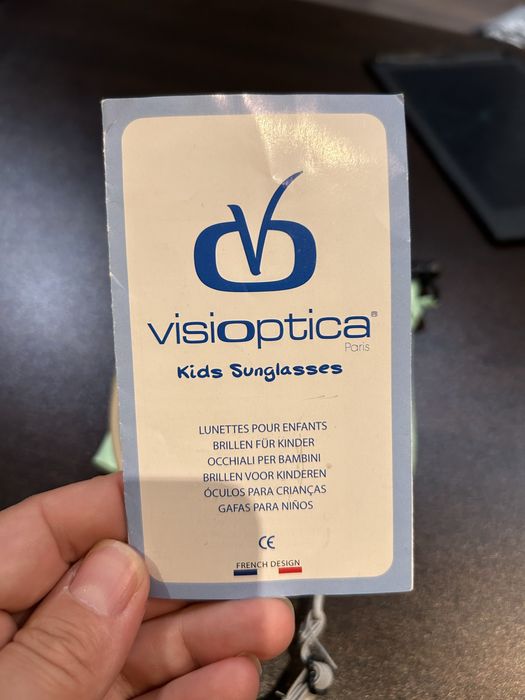 visioptica®
Paris
Kids Sunglasses
LUNETTES POUR ENFANTS
BRILLEN FÜR KINDER
OCCHIALI PER BAMBINI
BRILLEN VOOR KINDEREN
ÓCULOS PARA CRIANÇAS
GAFAS PARA NIÑOS
CE
FRENCH DESIGN